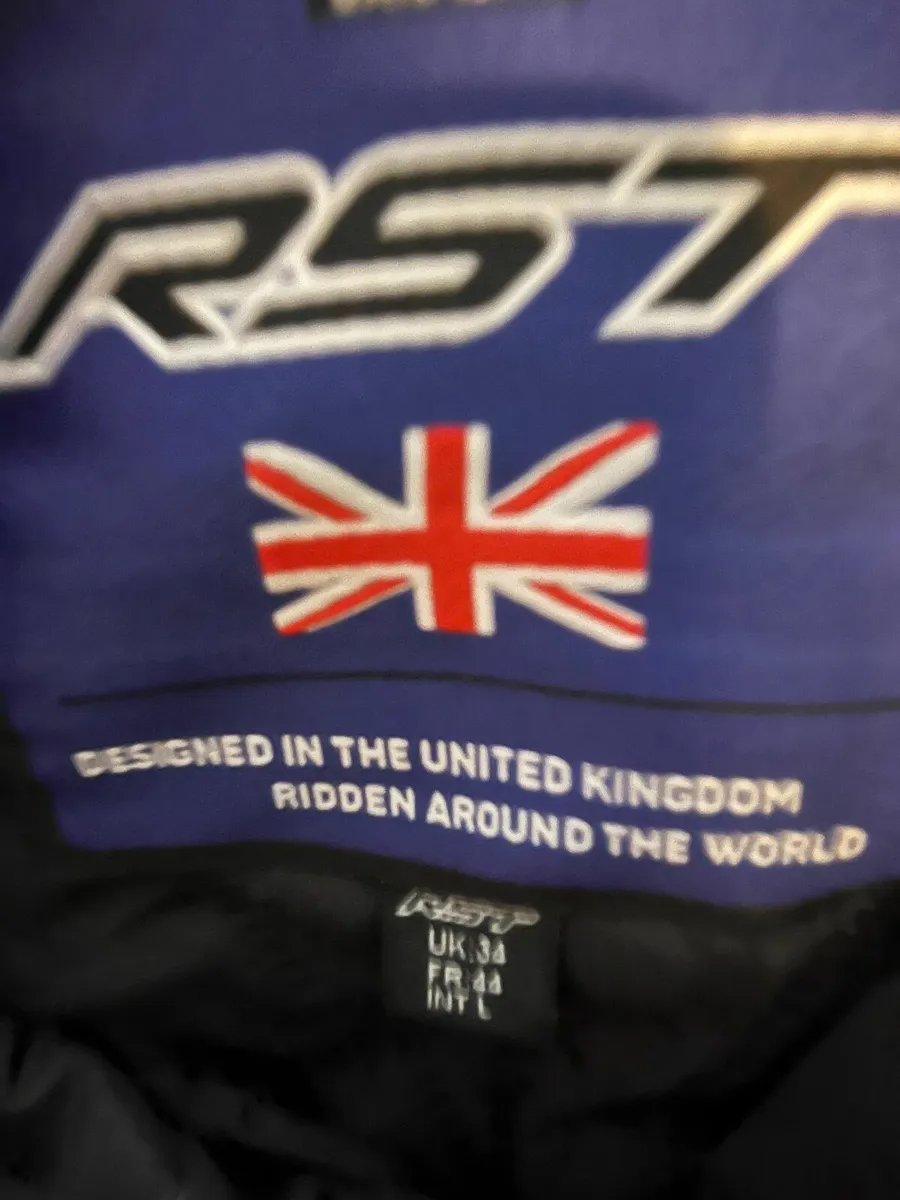 RST
DESIGNED IN THE UNITED KINGDOM
RIDDEN AROUND THE WORLD
RST
UK 34
FR 44
INT L